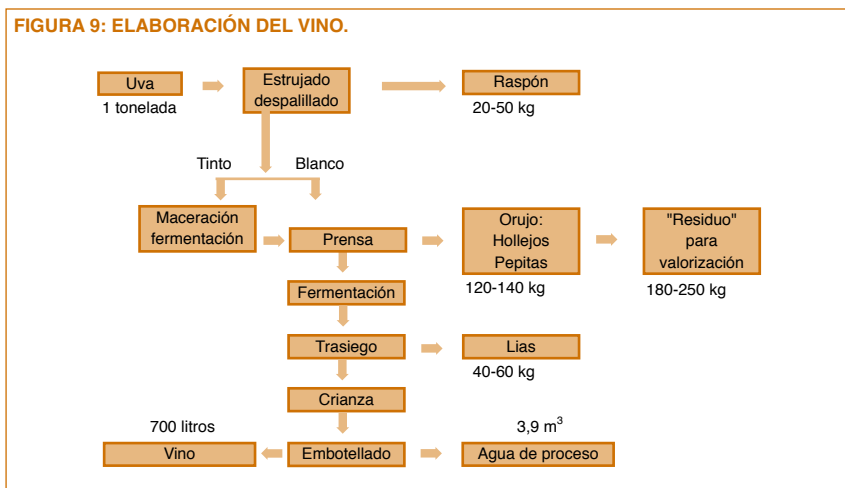 FIGURA 9: ELABORACIÓN DEL VINO.
Uva
1 tonelada
Estrujado
despalillado
Raspón
20-50 kg
Tinto
Blanco
Maceración
fermentación
Prensa
Orujo:
Hollejos
Pepitas
120-140 kg
"Residuo"
para
valorización
180-250 kg
Fermentación
Trasiego
Lias
40-60 kg
Crianza
700 litros
Vino
Embotellado
3,9 m³
Agua de proceso